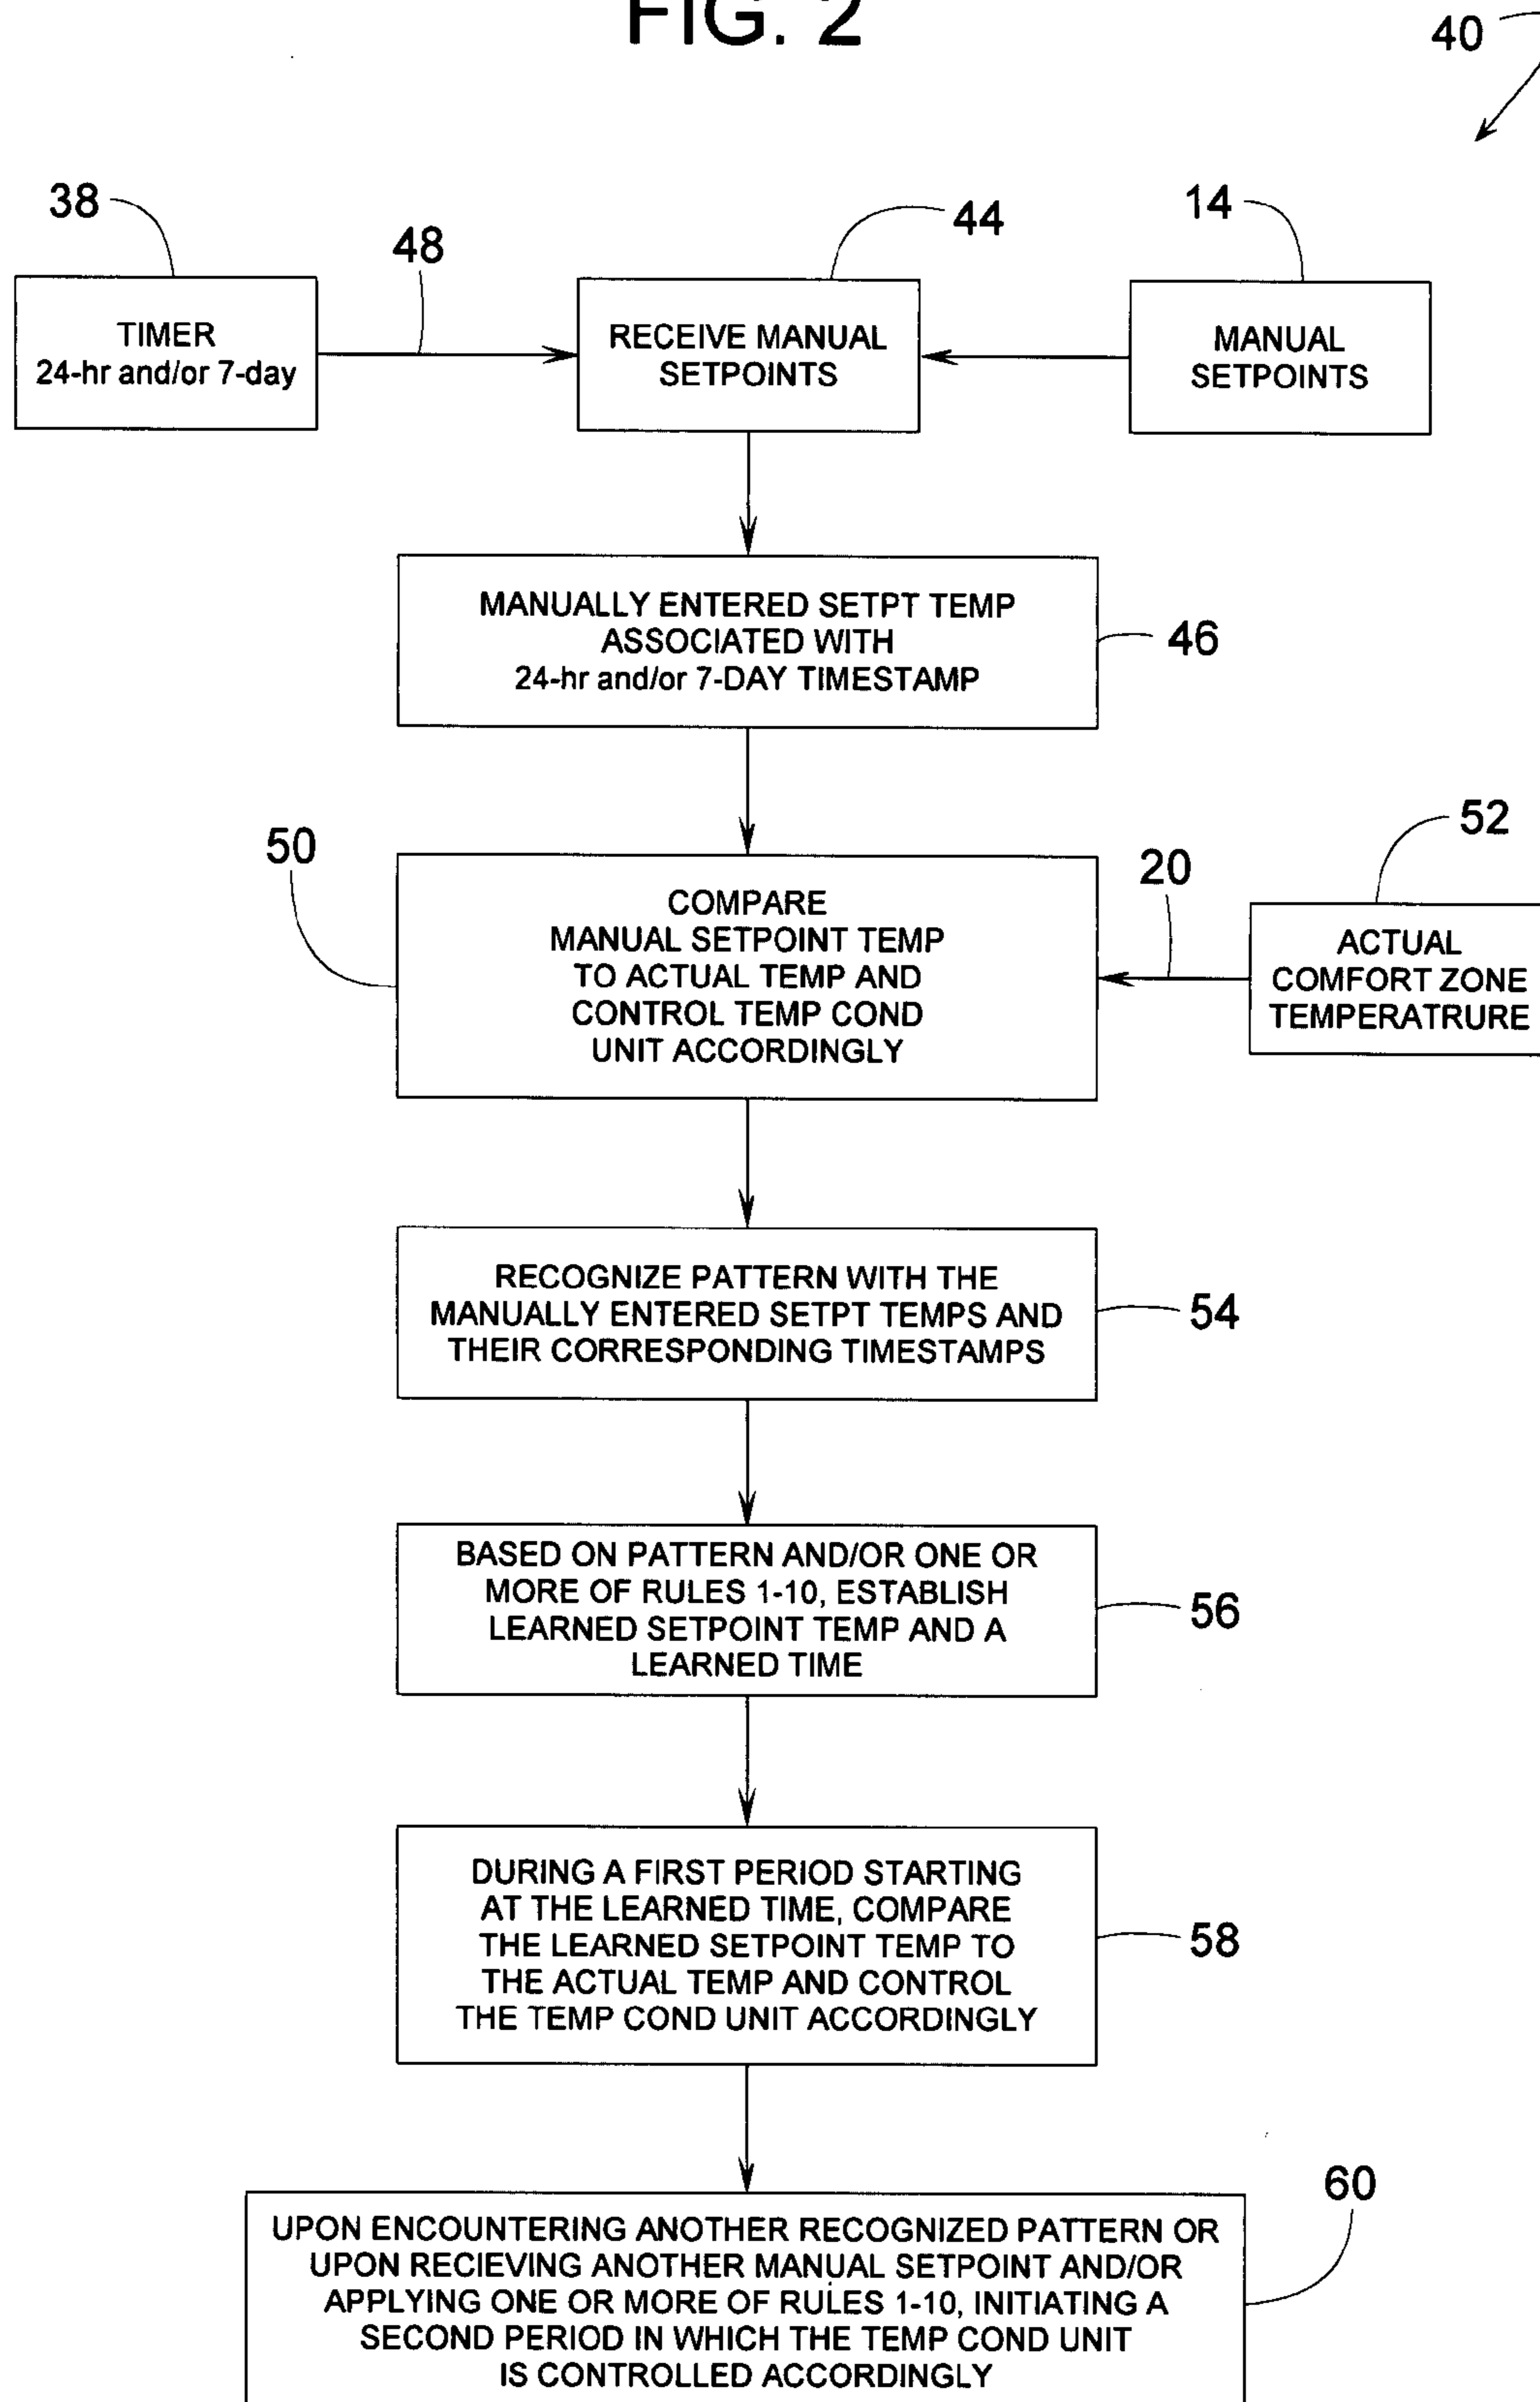 FIG. 2
40
38
48
44
14
TIMER
24-hr and/or 7-day
RECEIVE MANUAL
SETPOINTS
MANUAL
SETPOINTS
MANUALLY ENTERED SETPT TEMP
ASSOCIATED WITH
24-hr and/or 7-DAY TIMESTAMP
46
50
52
20
COMPARE
MANUAL SETPOINT TEMP
TO ACTUAL TEMP AND
CONTROL TEMP COND
UNIT ACCORDINGLY
ACTUAL
COMFORT ZONE
TEMPERATRURE
RECOGNIZE PATTERN WITH THE
MANUALLY ENTERED SETPT TEMPS AND
THEIR CORRESPONDING TIMESTAMPS
54
BASED ON PATTERN AND/OR ONE OR
MORE OF RULES 1-10, ESTABLISH
LEARNED SETPOINT TEMP AND A
LEARNED TIME
56
DURING A FIRST PERIOD STARTING
AT THE LEARNED TIME, COMPARE
THE LEARNED SETPOINT TEMP TO
THE ACTUAL TEMP AND CONTROL
THE TEMP COND UNIT ACCORDINGLY
58
60
UPON ENCOUNTERING ANOTHER RECOGNIZED PATTERN OR
UPON RECIEVING ANOTHER MANUAL SETPOINT AND/OR
APPLYING ONE OR MORE OF RULES 1-10, INITIATING A
SECOND PERIOD IN WHICH THE TEMP COND UNIT
IS CONTROLLED ACCORDINGLY